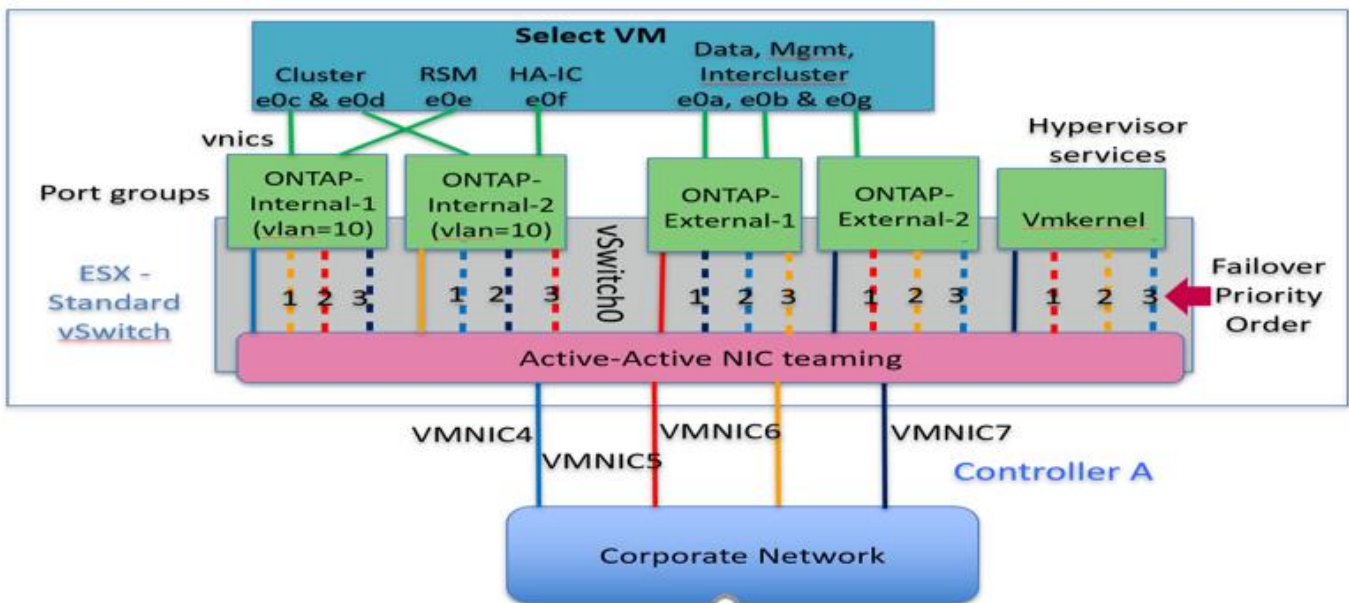 Select VM
Cluster
e0c & e0d
RSM
e0e
HA-IC
e0f
Data, Mgmt,
Intercluster
e0a, e0b & e0g
vnics
Hypervisor
services
Port groups
ONTAP-
Internal-1
(vlan=10)
ONTAP-
Internal-2
(vlan=10)
ONTAP-
External-1
ONTAP-
External-2
Vmkernel
vSwitch0
ESX -
Standard
vSwitch
1 2 3
1 2 3
1 2 3
1 2 3
1 2 3
Failover
Priority
Order
Active-Active NIC teaming
VMNIC4
VMNIC5
VMNIC6
VMNIC7
Controller A
Corporate Network